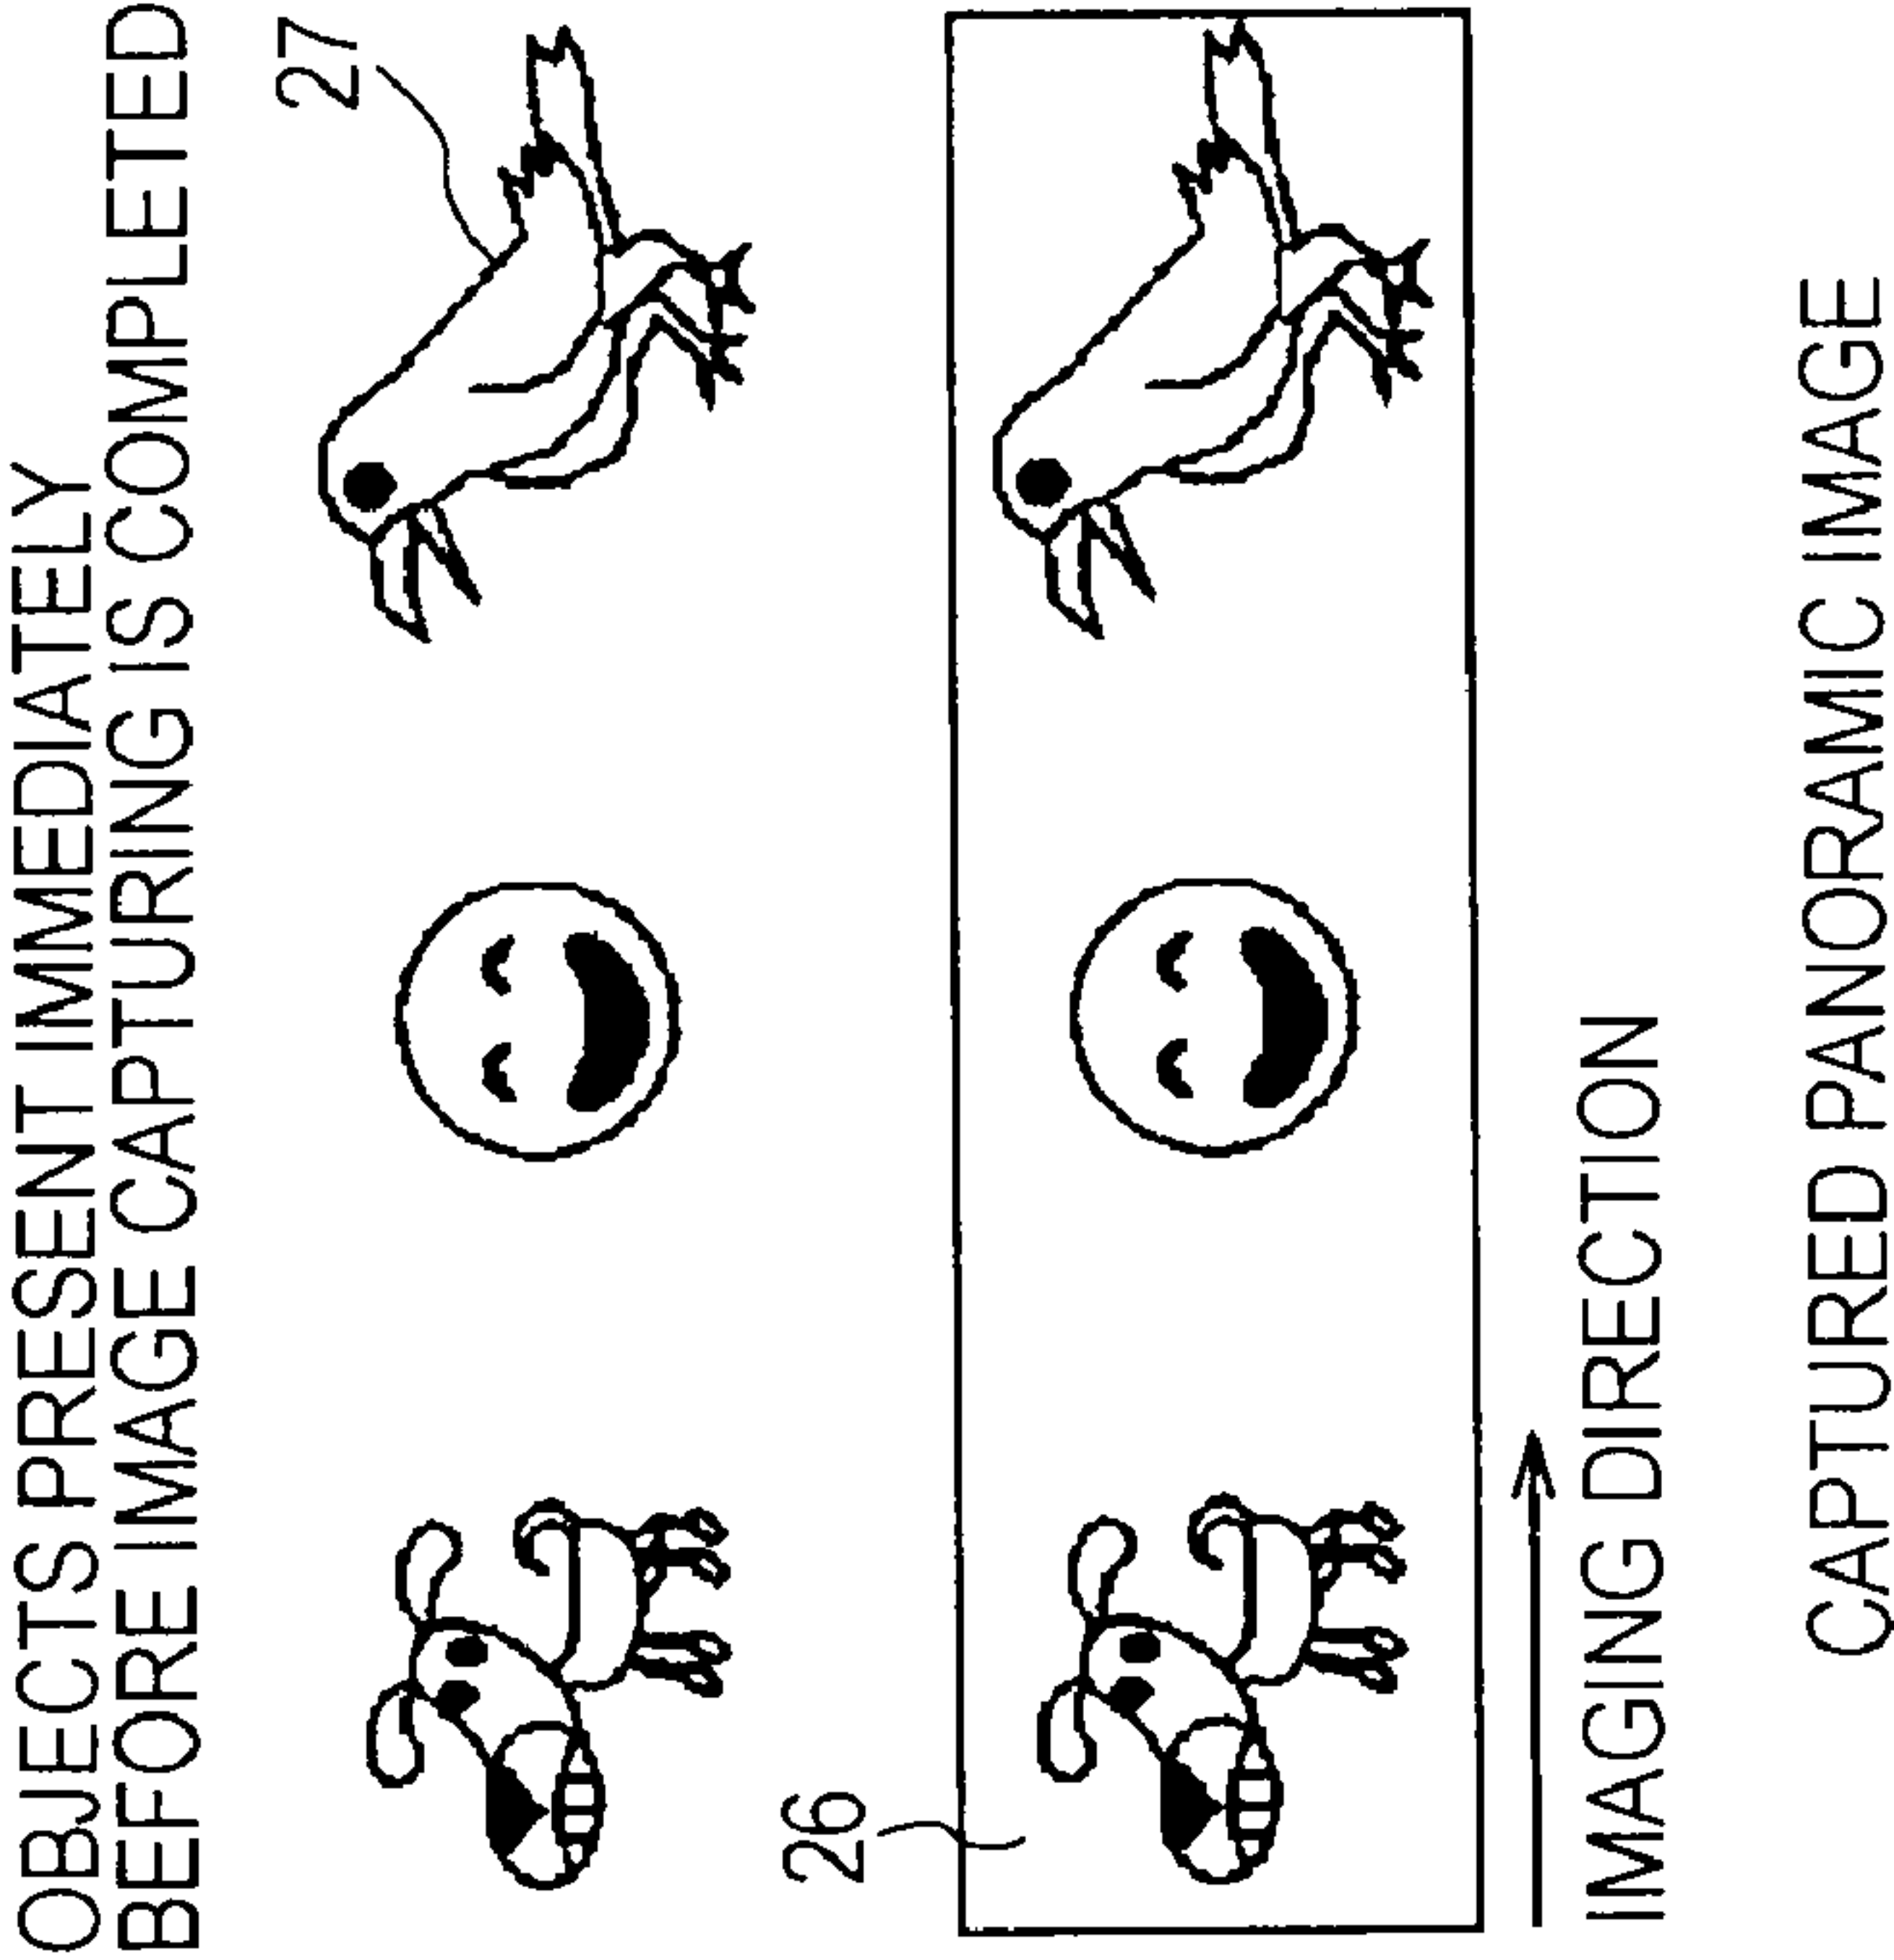 OBJECTS PRESENT IMMEDIATELY
BEFORE IMAGE CAPTURING IS COMPLETED
27
26
IMAGING DIRECTION
CAPTURED PANORAMIC IMAGE